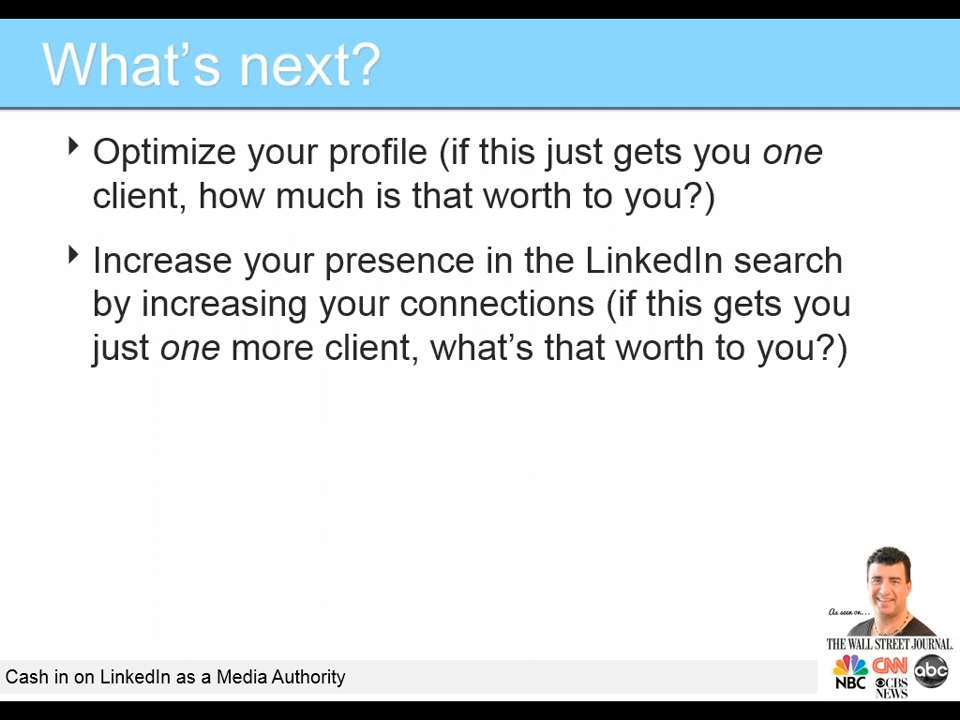 What’s next?
Optimize your profile (if this just gets you one
client, how much is that worth to you?)
Increase your presence in the LinkedIn search
by increasing your connections (if this gets you
just one more client, what’s that worth to you?)
As seen on...
THE WALL STREET JOURNAL.
NBC
CNN
CBS
NEWS
abc
Cash in on LinkedIn as a Media Authority